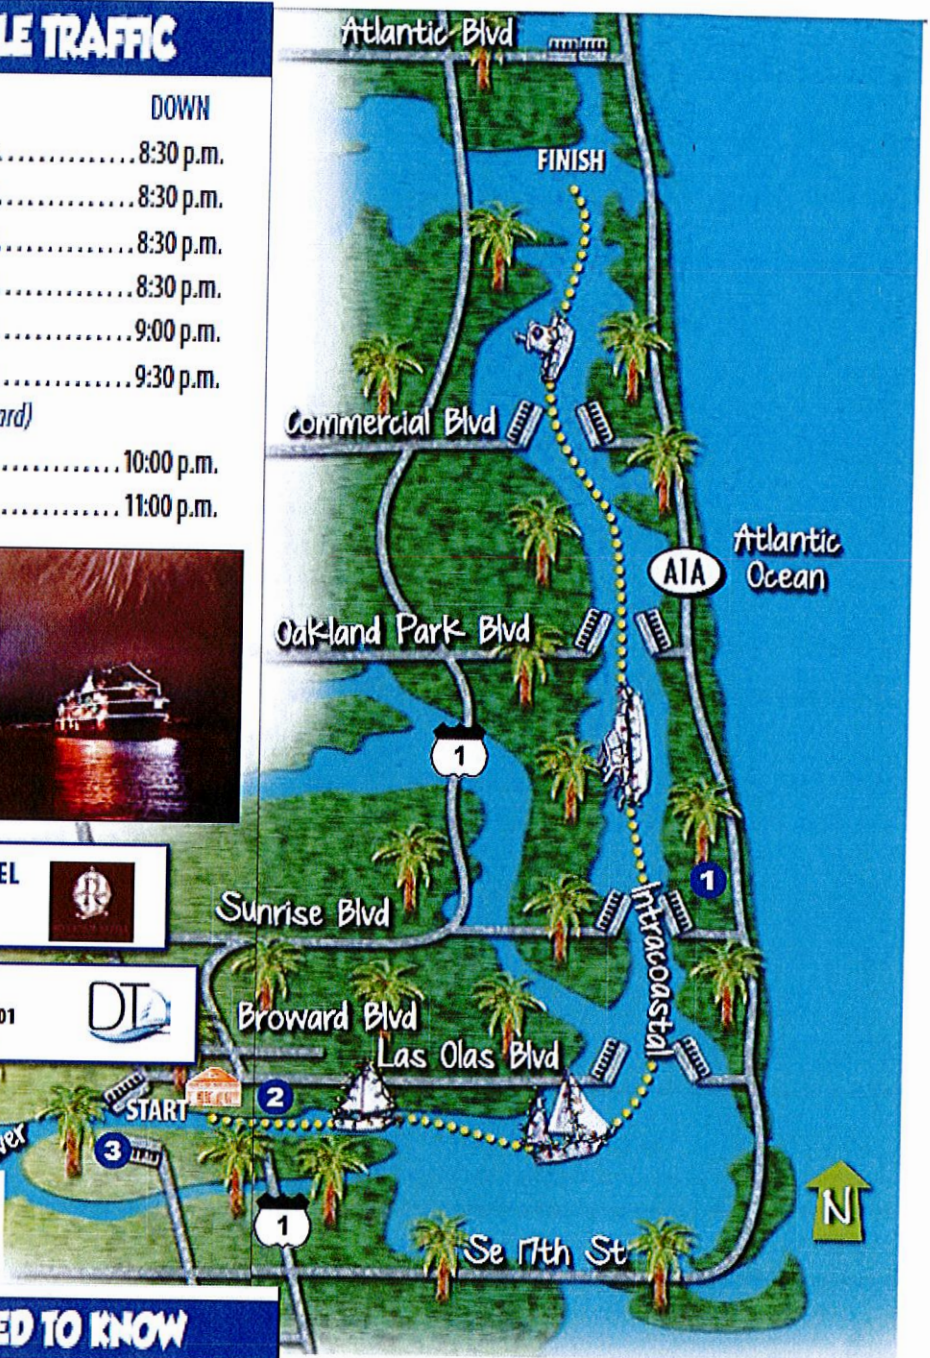 LE TRAFFIC
DOWN
..............8:30 p.m.
..............8:30 p.m.
..............8:30 p.m.
..............8:30 p.m.
..............9:00 p.m.
..............9:30 p.m.
ard)
............10:00 p.m.
............11:00 p.m.
EL
01
DT
ED TO KNOW
Atlantic Blvd
FINISH
Commercial Blvd
Atlantic
Ocean
A1A
Oakland Park Blvd
1
1
Sunrise Blvd
Intracoastal
Broward Blvd
Las Olas Blvd
START
2
3
ver
1
N
Se 17th St